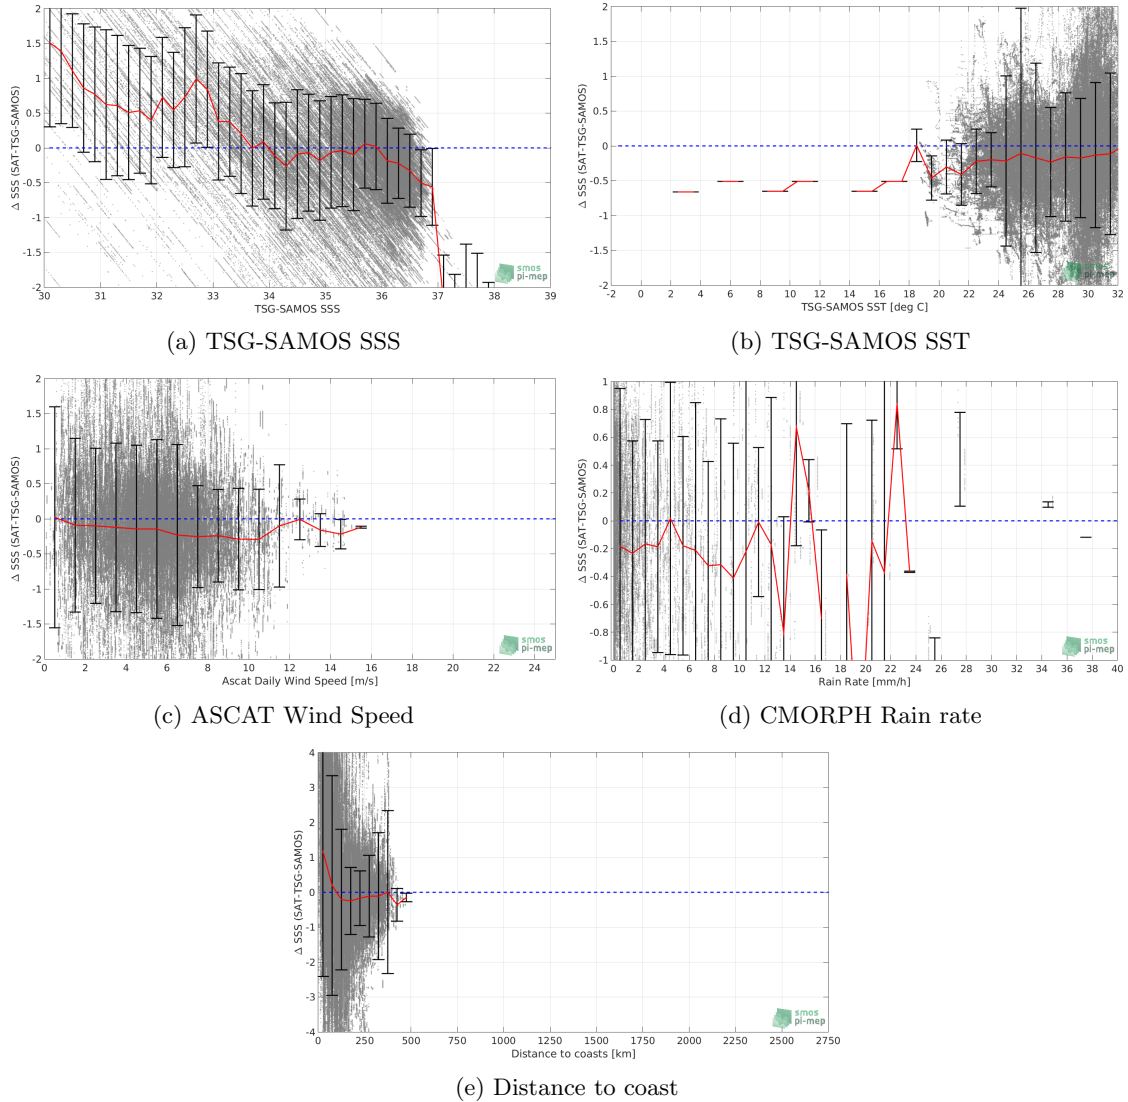 2
1.5
1
0.5
0
-0.5
-1
-1.5
-2
Δ SSS (SAT-TSG-SAMOS)
30 31 32 33 34 35 36 37 38 39
TSG-SAMOS SSS
smos
pi-mep
(a) TSG-SAMOS SSS
2
1.5
1
0.5
0
-0.5
-1
-1.5
-2
Δ SSS (SAT-TSG-SAMOS)
-2 0 2 4 6 8 10 12 14 16 18 20 22 24 26 28 30 32
TSG-SAMOS SST [deg C]
smos
pi-mep
(b) TSG-SAMOS SST
2
1.5
1
0.5
0
-0.5
-1
-1.5
-2
Δ SSS (SAT-TSG-SAMOS)
0 2 4 6 8 10 12 14 16 18 20 22 24
Ascat Daily Wind Speed [m/s]
smos
pi-mep
(c) ASCAT Wind Speed
1
0.8
0.6
0.4
0.2
0
-0.2
-0.4
-0.6
-0.8
-1
Δ SSS (SAT-TSG-SAMOS)
0 2 4 6 8 10 12 14 16 18 20 22 24 26 28 30 32 34 36 38 40
Rain Rate [mm/h]
smos
pi-mep
(d) CMORPH Rain rate
4
3
2
1
0
-1
-2
-3
-4
Δ SSS (SAT-TSG-SAMOS)
0 250 500 750 1000 1250 1500 1750 2000 2250 2500 2750
Distance to coasts [km]
smos
pi-mep
(e) Distance to coast